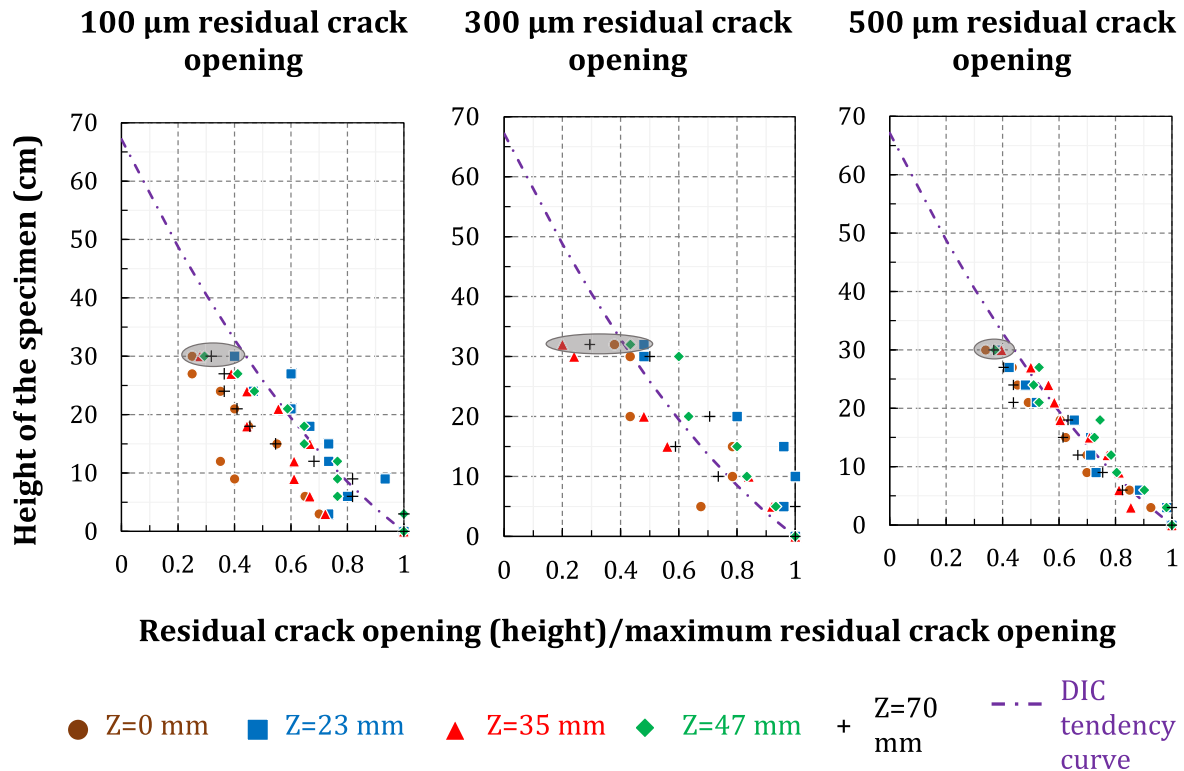 100 µm residual crack
opening
300 µm residual crack
opening
500 µm residual crack
opening
Height of the specimen (cm)
70
60
50
40
30
20
10
0
0 0.2 0.4 0.6 0.8 1
70
60
50
40
30
20
10
0
0 0.2 0.4 0.6 0.8 1
70
60
50
40
30
20
10
0
0 0.2 0.4 0.6 0.8 1
Residual crack opening (height)/maximum residual crack opening
Z=0 mm
Z=23 mm
Z=35 mm
Z=47 mm
Z=70
mm
DIC
tendency
curve